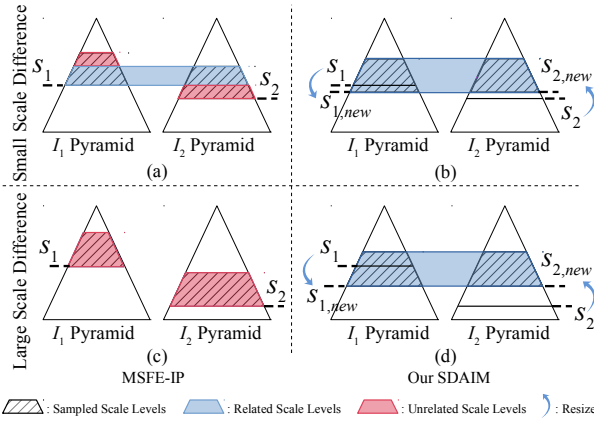 Small Scale Difference
S1
S2
I1 Pyramid
I2 Pyramid
(a)
S1
S1,new
S2,new
S2
I1 Pyramid
I2 Pyramid
(b)
Large Scale Difference
S1
S2
I1 Pyramid
I2 Pyramid
(c)
S1
S1,new
S2,new
S2
I1 Pyramid
I2 Pyramid
(d)
MSFE-IP
Our SDAIM
: Sampled Scale Levels
: Related Scale Levels
: Unrelated Scale Levels
: Resize